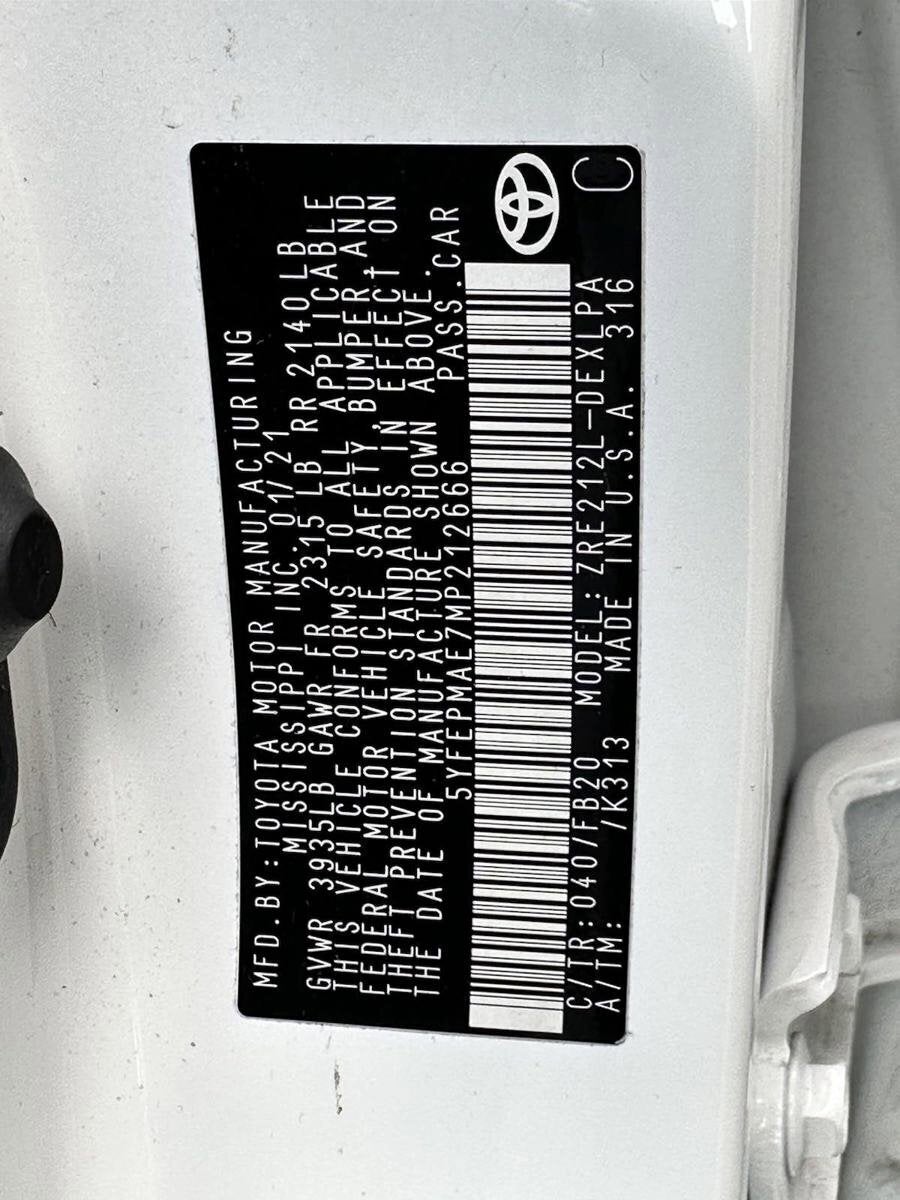 MFD.BY:TOYOTA MOTOR MANUFACTURING
MISSISSIPPI INC. 01/21
GVWR 3935LB GAWR FR 2315 LB RR 2140 LB
THIS VEHICLE CONFORMS TO ALL APPLICABLE
FEDERAL MOTOR VEHICLE SAFETY, BUMPER, AND
THEFT PREVENTION STANDARDS IN EFFECT ON
THE DATE OF MANUFACTURE SHOWN ABOVE.
5YFEPMAE7MP212666 PASS.CAR
C/TR:040/FB20 MODEL:ZRE212L-DEXLPA
A/TM: /K313 MADE IN U.S.A. 316 C